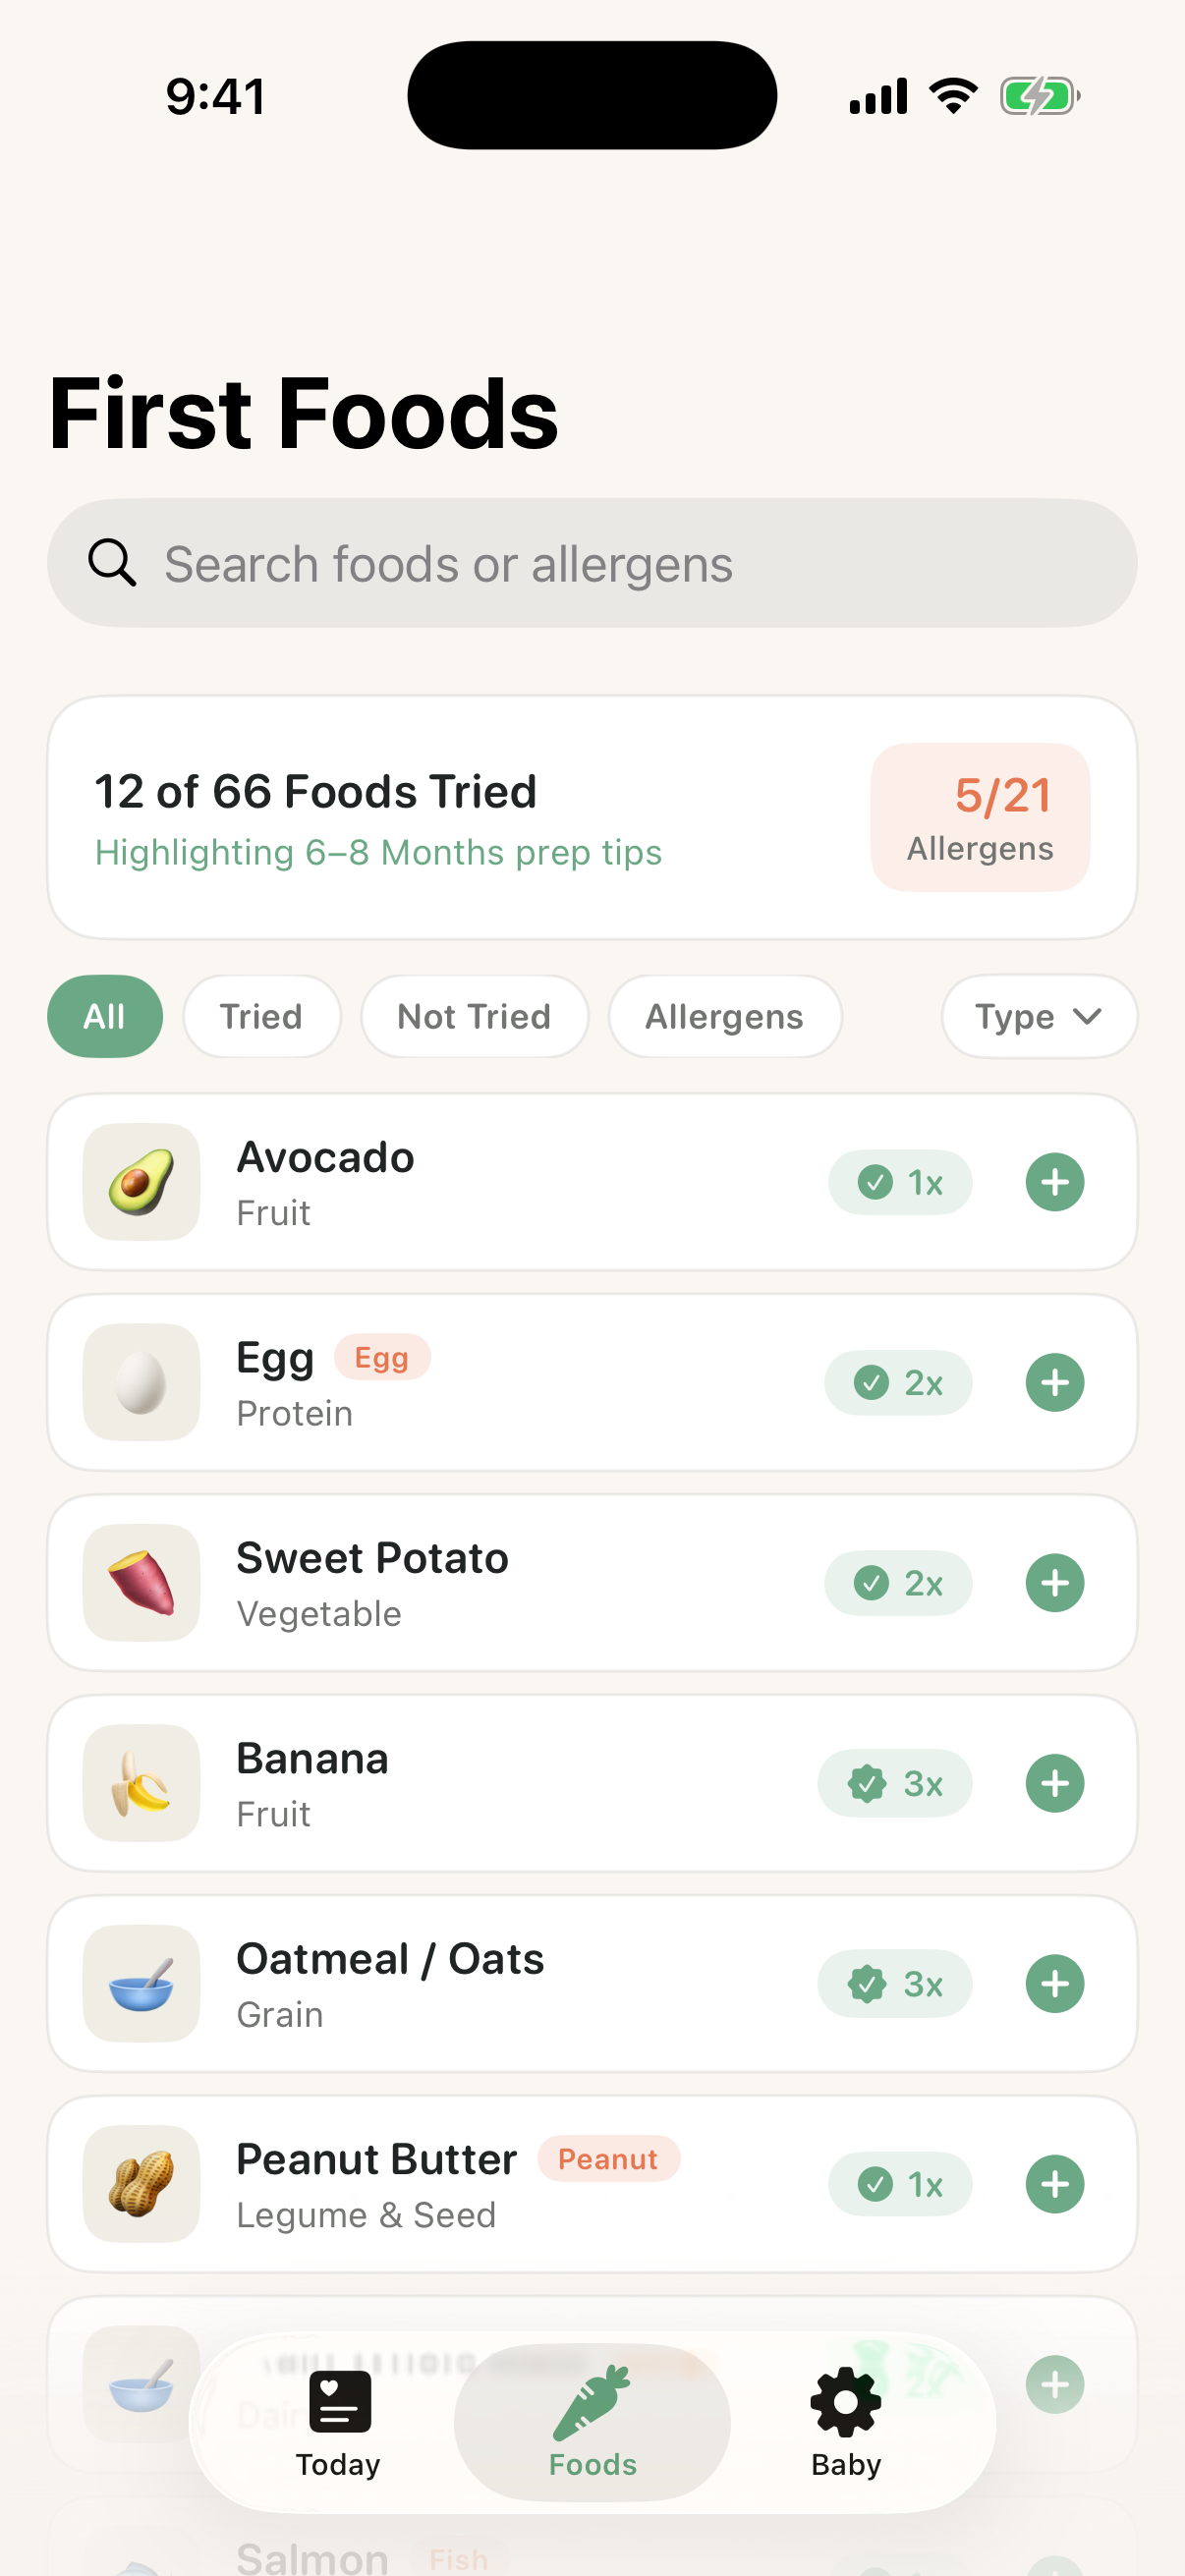 9:41
First Foods
Search foods or allergens
12 of 66 Foods Tried
Highlighting 6–8 Months prep tips
5/21
Allergens
All
Tried
Not Tried
Allergens
Type
Avocado
Fruit
1x
Egg
Egg
Protein
2x
Sweet Potato
Vegetable
2x
Banana
Fruit
3x
Oatmeal / Oats
Grain
3x
Peanut Butter
Peanut
Legume & Seed
1x
2x
Today
Foods
Baby
Salmon
Fish